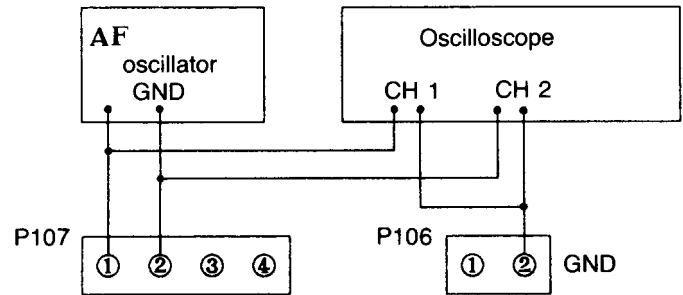 AF
oscillator
GND
Oscilloscope
CH 1
CH 2
P107
① ② ③ ④
P106
① ② GND